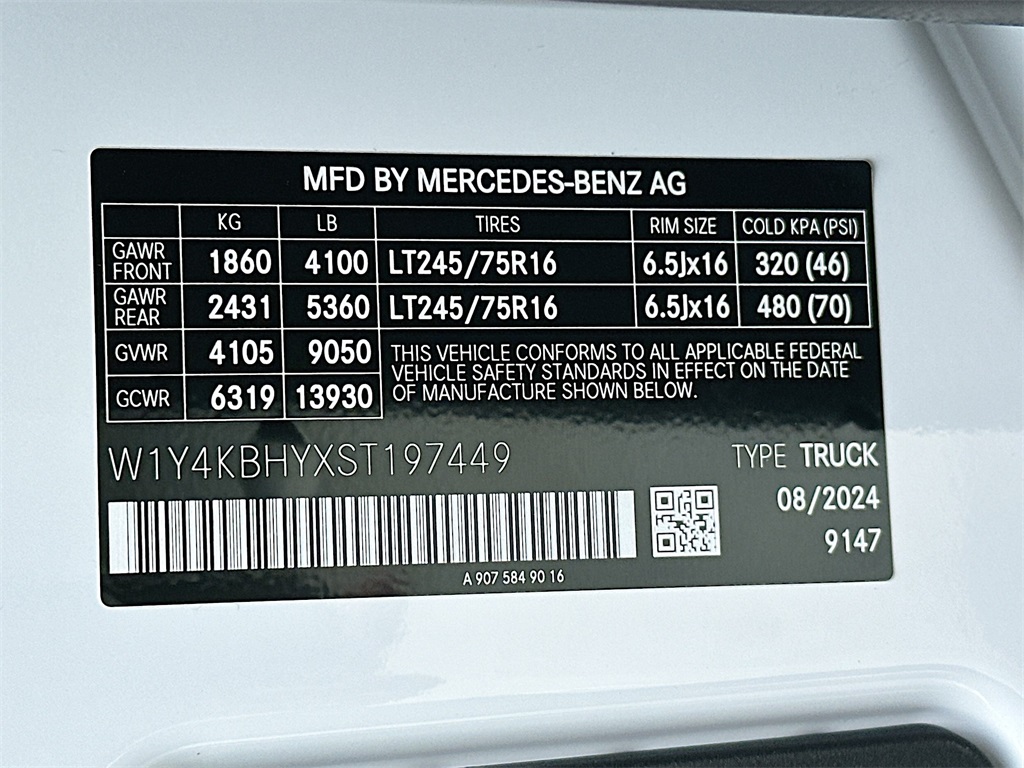 MFD BY MERCEDES-BENZ AG
KG LB TIRES RIM SIZE COLD KPA (PSI)
GAWR FRONT 1860 4100 LT245/75R16 6.5Jx16 320 (46)
GAWR REAR 2431 5360 LT245/75R16 6.5Jx16 480 (70)
GVWR 4105 9050
GCWR 6319 13930
THIS VEHICLE CONFORMS TO ALL APPLICABLE FEDERAL
VEHICLE SAFETY STANDARDS IN EFFECT ON THE DATE
OF MANUFACTURE SHOWN BELOW.
W1Y4KBHYXST197449
TYPE TRUCK
08/2024
9147
A 907 584 90 16